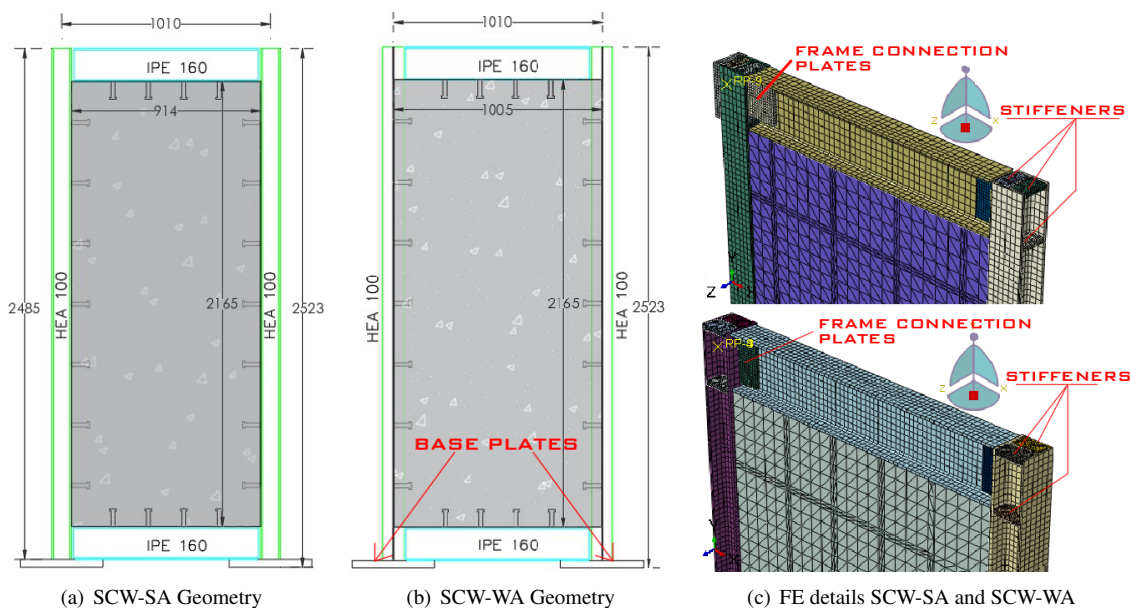 1010
IPE 160
914
2485
HEA 100
2165
HEA 100
2523
IPE 160
(a) SCW-SA Geometry
1010
IPE 160
1005
HEA 100
2165
HEA 100
2523
BASE PLATES
IPE 160
(b) SCW-WA Geometry
FRAME CONNECTION
PLATES
RP-9
STIFFENERS
Z
X
Y
Z
FRAME CONNECTION
PLATES
STIFFENERS
Z
X
Y
(c) FE details SCW-SA and SCW-WA